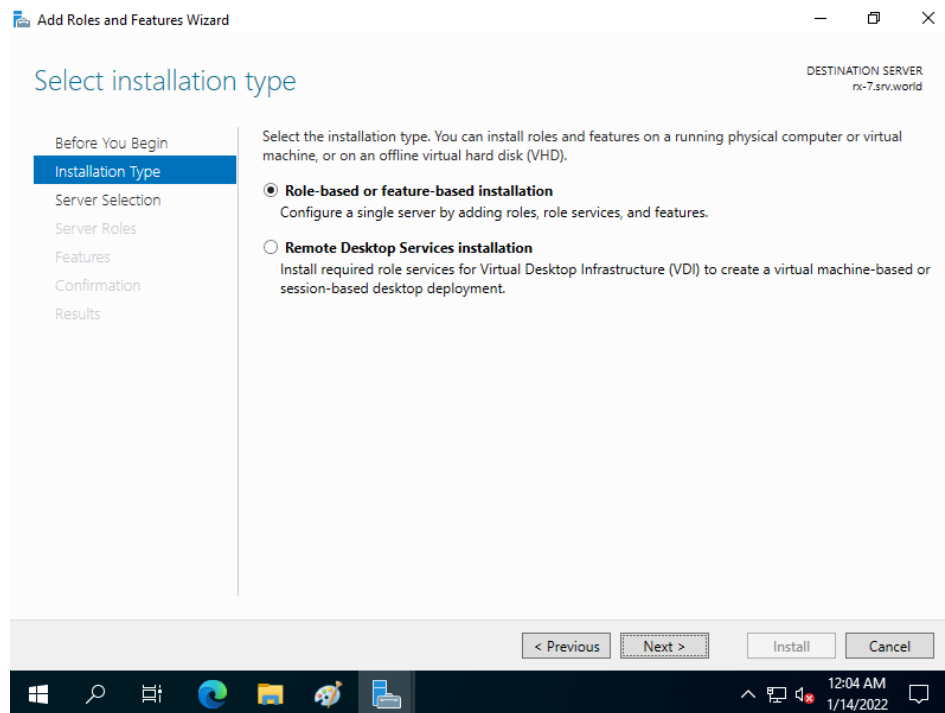 Add Roles and Features Wizard
Select installation type
DESTINATION SERVER
rx-7.srv.world
Before You Begin
Installation Type
Server Selection
Server Roles
Features
Confirmation
Results
Select the installation type. You can install roles and features on a running physical computer or virtual
machine, or on an offline virtual hard disk (VHD).
Role-based or feature-based installation
Configure a single server by adding roles, role services, and features.
Remote Desktop Services installation
Install required role services for Virtual Desktop Infrastructure (VDI) to create a virtual machine-based or
session-based desktop deployment.
< Previous
Next >
Install
Cancel
12:04 AM
1/14/2022